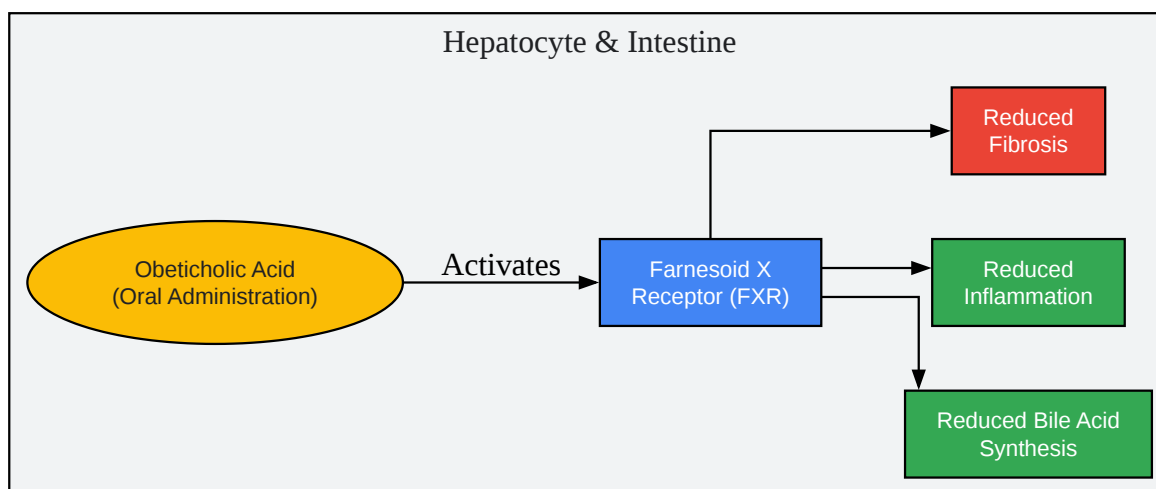 Hepatocyte & Intestine
Reduced
Fibrosis
Obeticholic Acid
(Oral Administration)
Activates
Farnesoid X
Receptor (FXR)
Reduced
Inflammation
Reduced Bile Acid
Synthesis